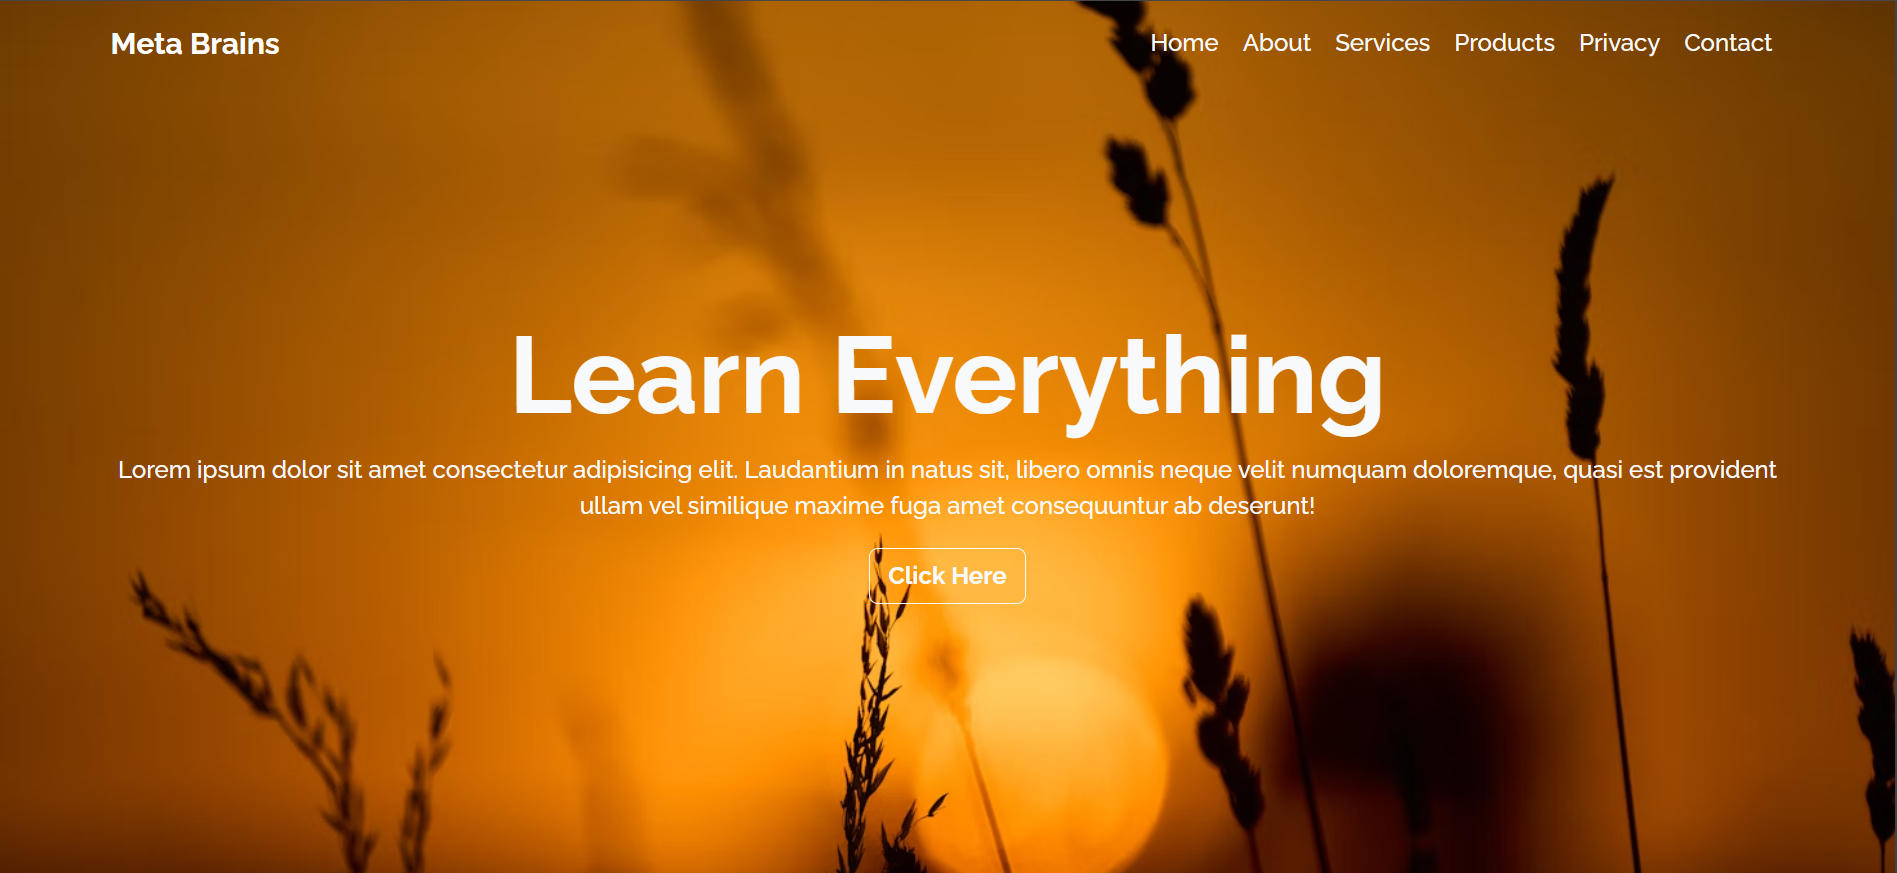 Meta Brains
Home About Services Products Privacy Contact
Learn Everything
Lorem ipsum dolor sit amet consectetur adipisicing elit. Laudantium in natus sit, libero omnis neque velit numquam doloremque, quasi est provident
ullam vel similique maxime fuga amet consequuntur ab deserunt!
Click Here